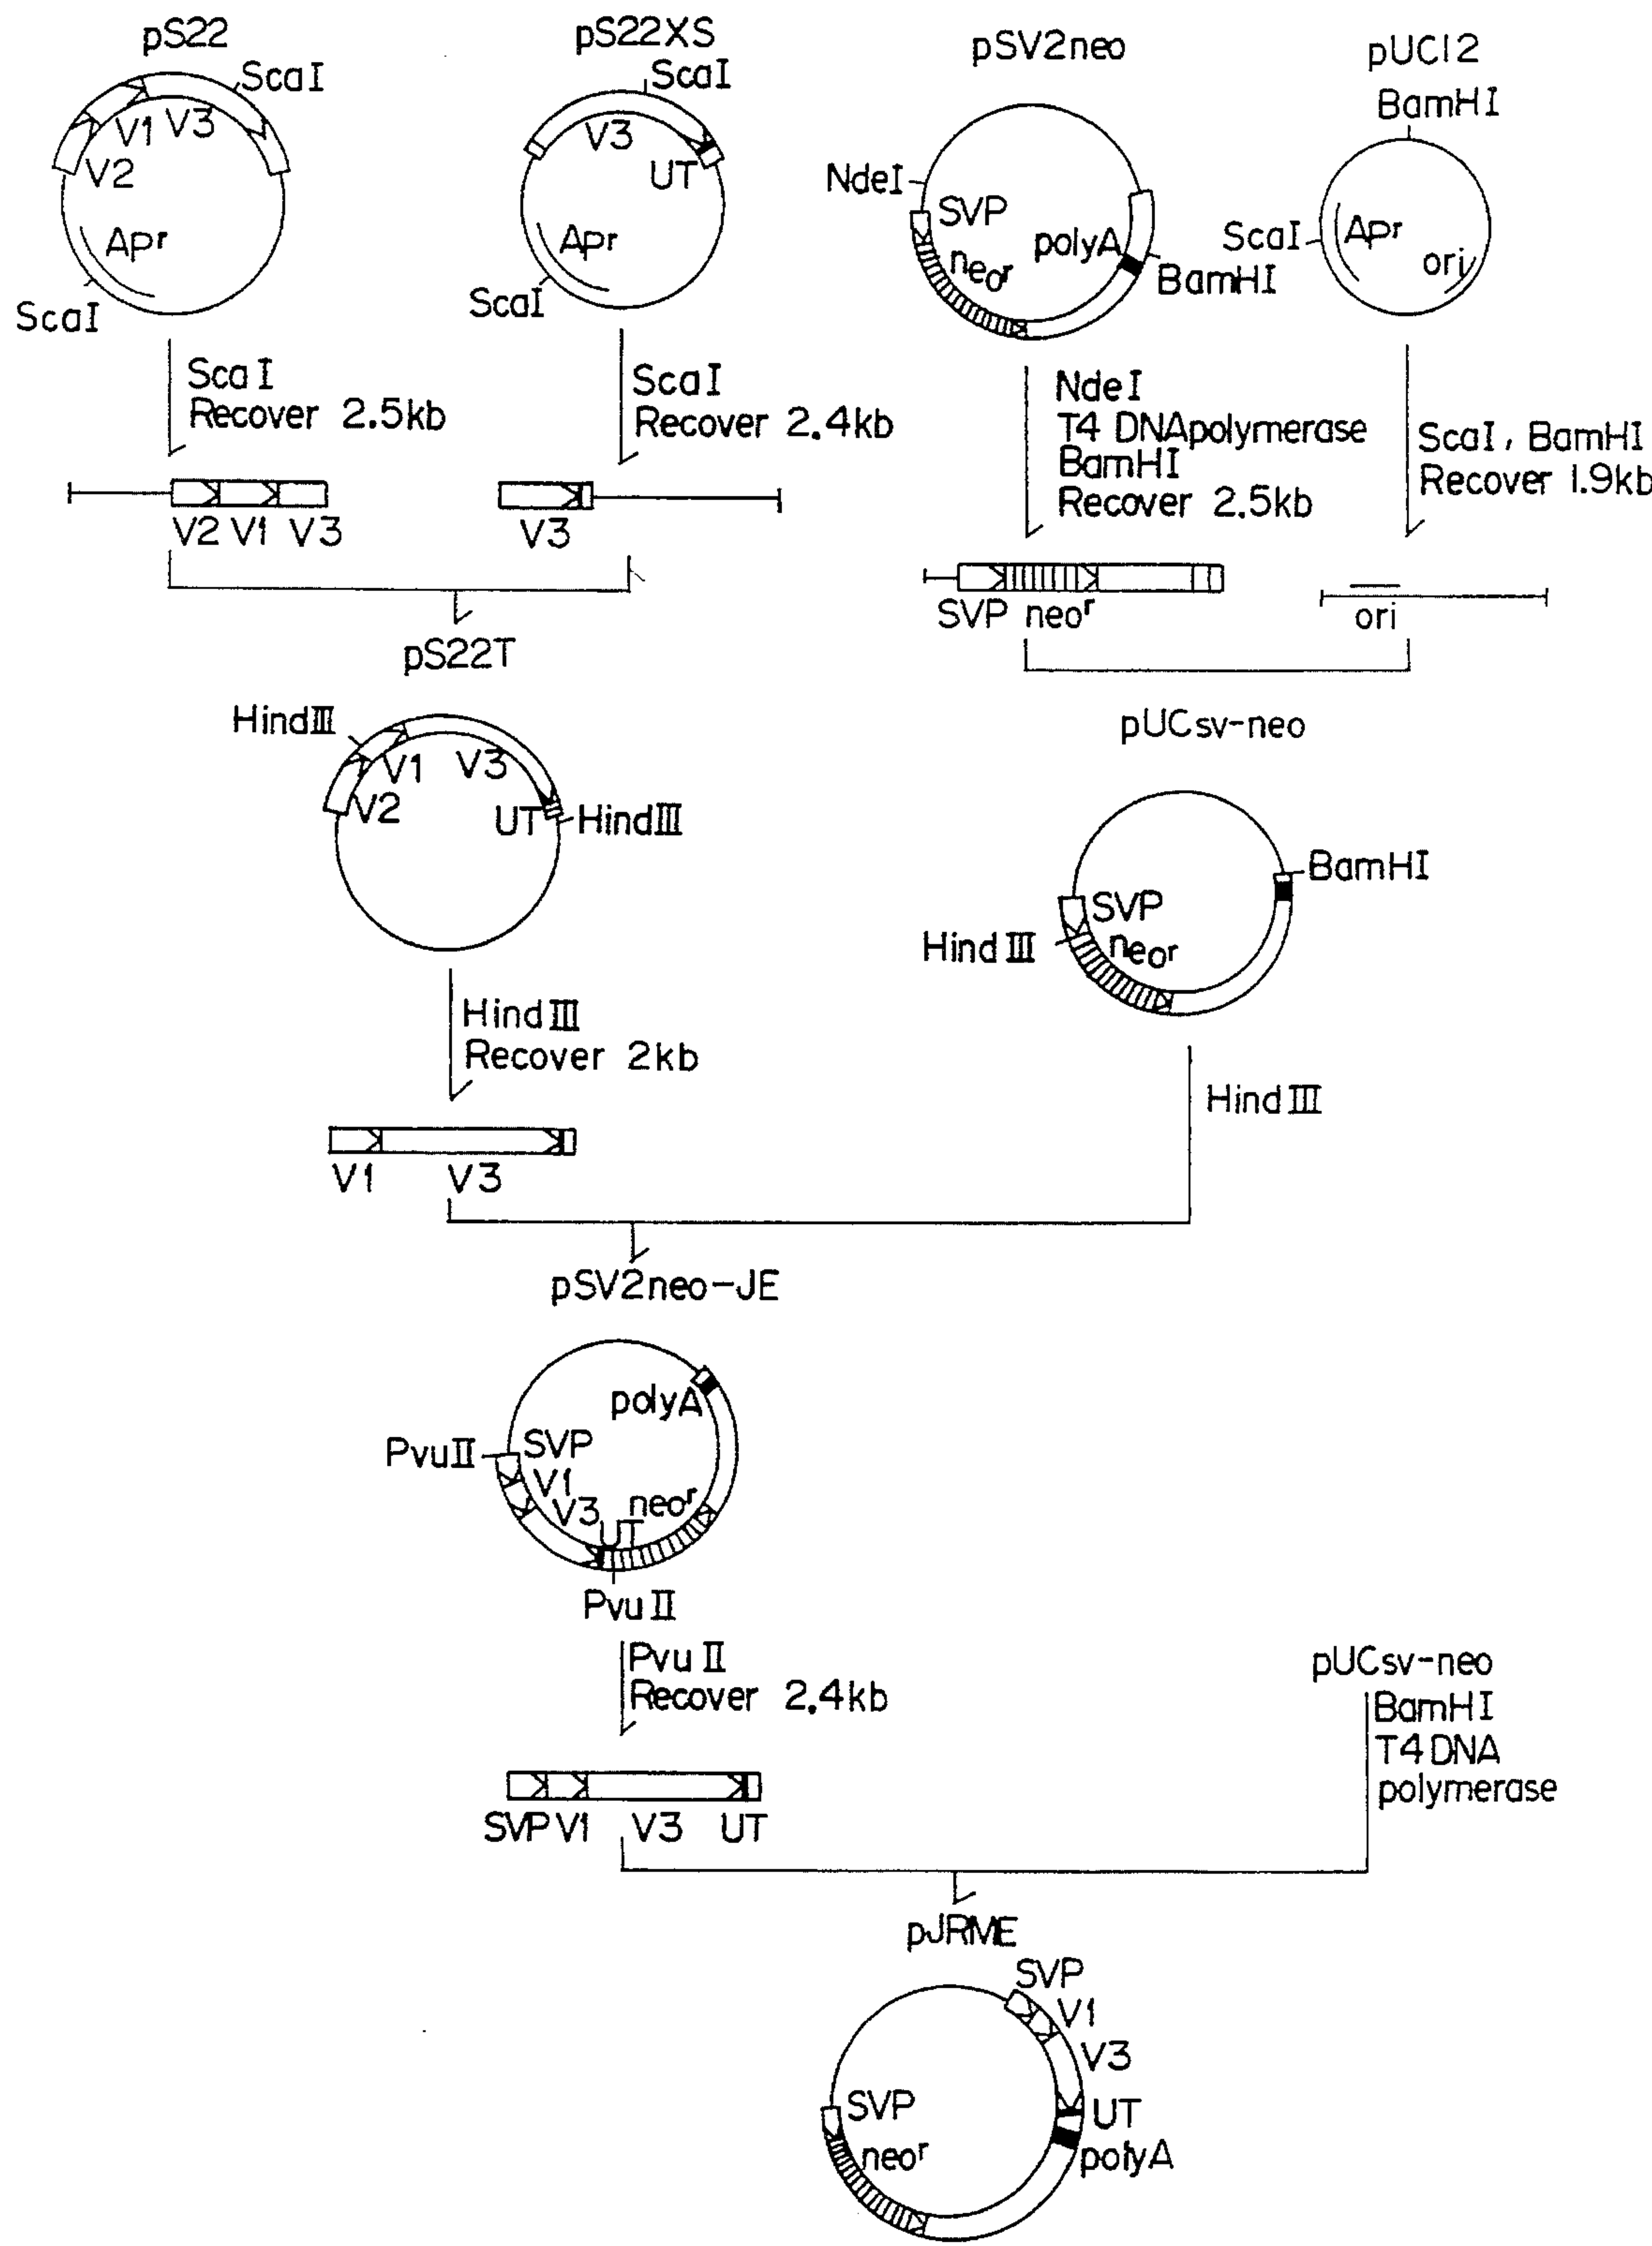 pS22
ScaI
V1 V3
V2
Apr
ScaI
ScaI
Recover 2.5kb
V2 V1 V3
pS22XS
ScaI
V3
UT
Apr
ScaI
ScaI
Recover 2.4kb
V3
pSV2neo
NdeI
SVP
neor
polyA
BamHI
NdeI
T4 DNApolymerase
BamHI
Recover 2.5kb
SVP neor
pUC12
BamHI
ScaI
Apr
ori
ScaI, BamHI
Recover 1.9kb
ori
pS22T
HindIII
V1 V3
V2
UT
HindIII
HindIII
Recover 2kb
V1 V3
pUCsv-neo
BamHI
SVP
HindIII
neor
HindIII
pSV2neo-JE
polyA
PvuII
SVP
V1
V3
UT
neor
PvuII
PvuII
Recover 2.4kb
SVP V1 V3 UT
pUCsv-neo
BamHI
T4 DNA
polymerase
pJRME
SVP
V1
V3
UT
polyA
SVP
neor